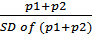 p1+p2
SD of (p1+p2)